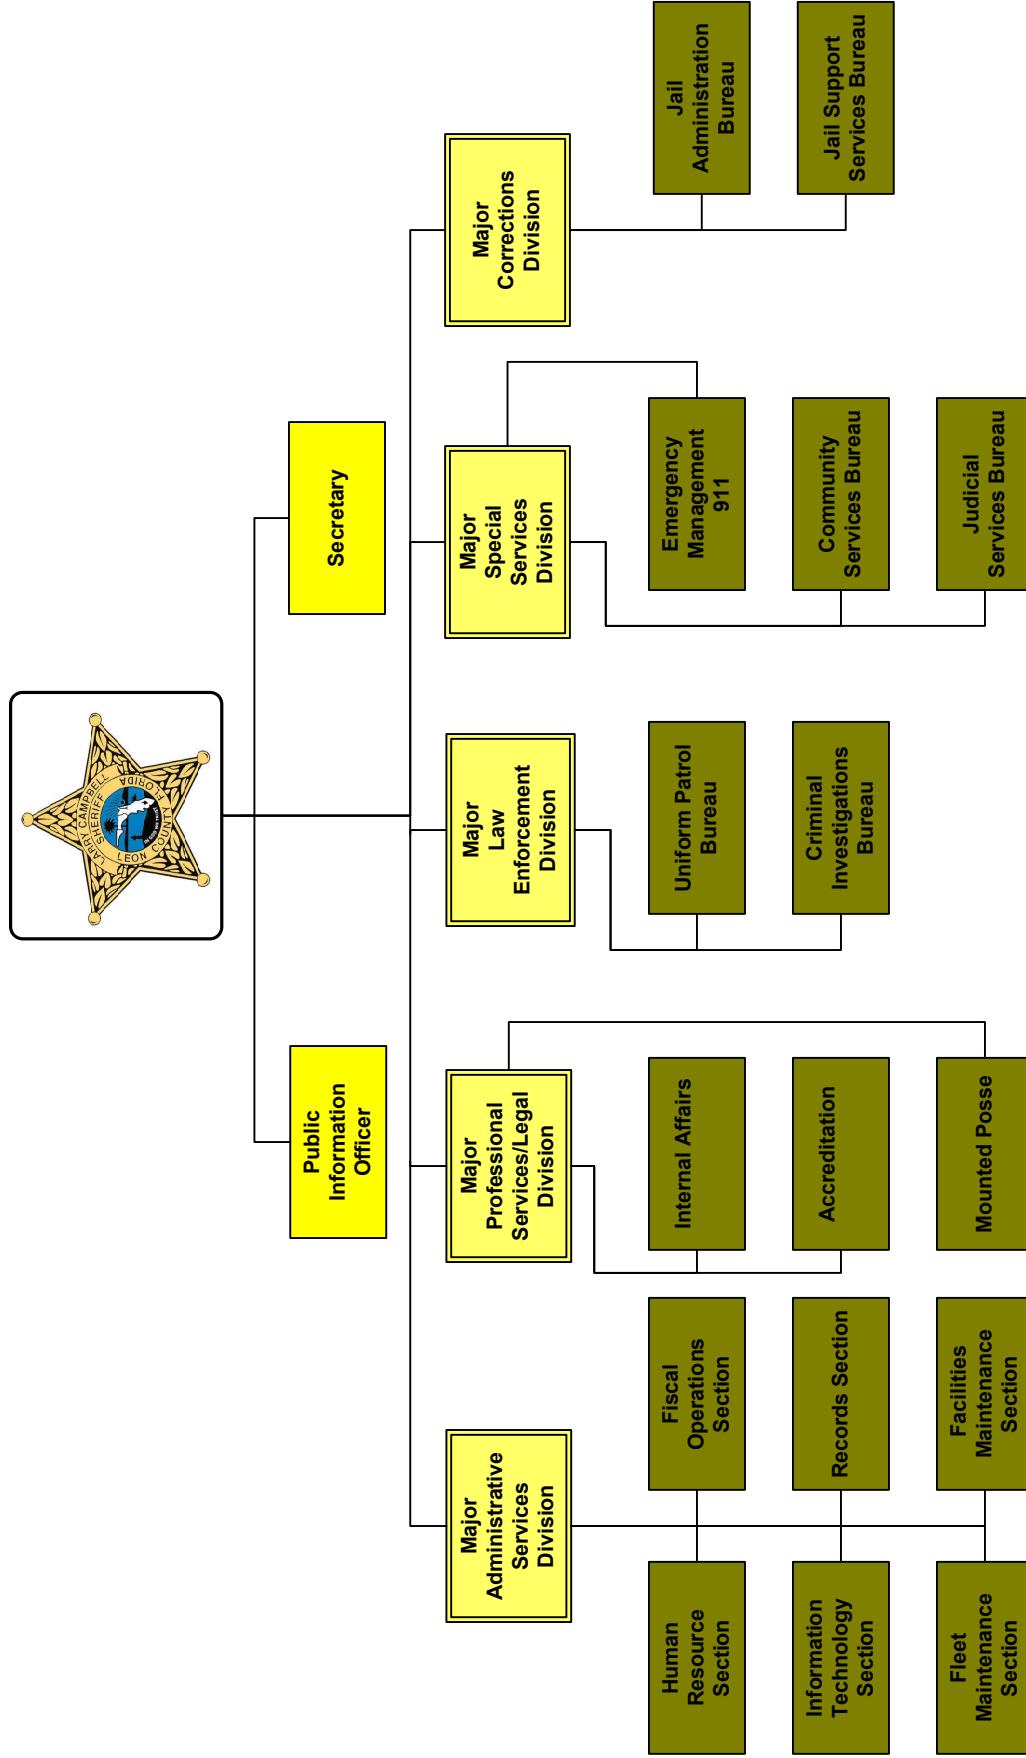 LARRY CAMPBELL
SHERIFF
LEON COUNTY FLORIDA
Public
Information
Officer
Secretary
Major
Administrative
Services
Division
Major
Professional
Services/Legal
Division
Major
Law
Enforcement
Division
Major
Special
Services
Division
Major
Corrections
Division
Human
Resource
Section
Fiscal
Operations
Section
Information
Technology
Section
Records Section
Fleet
Maintenance
Section
Facilities
Maintenance
Section
Internal Affairs
Accreditation
Mounted Posse
Uniform Patrol
Bureau
Criminal
Investigations
Bureau
Emergency
Management
911
Community
Services Bureau
Judicial
Services Bureau
Jail
Administration
Bureau
Jail Support
Services Bureau